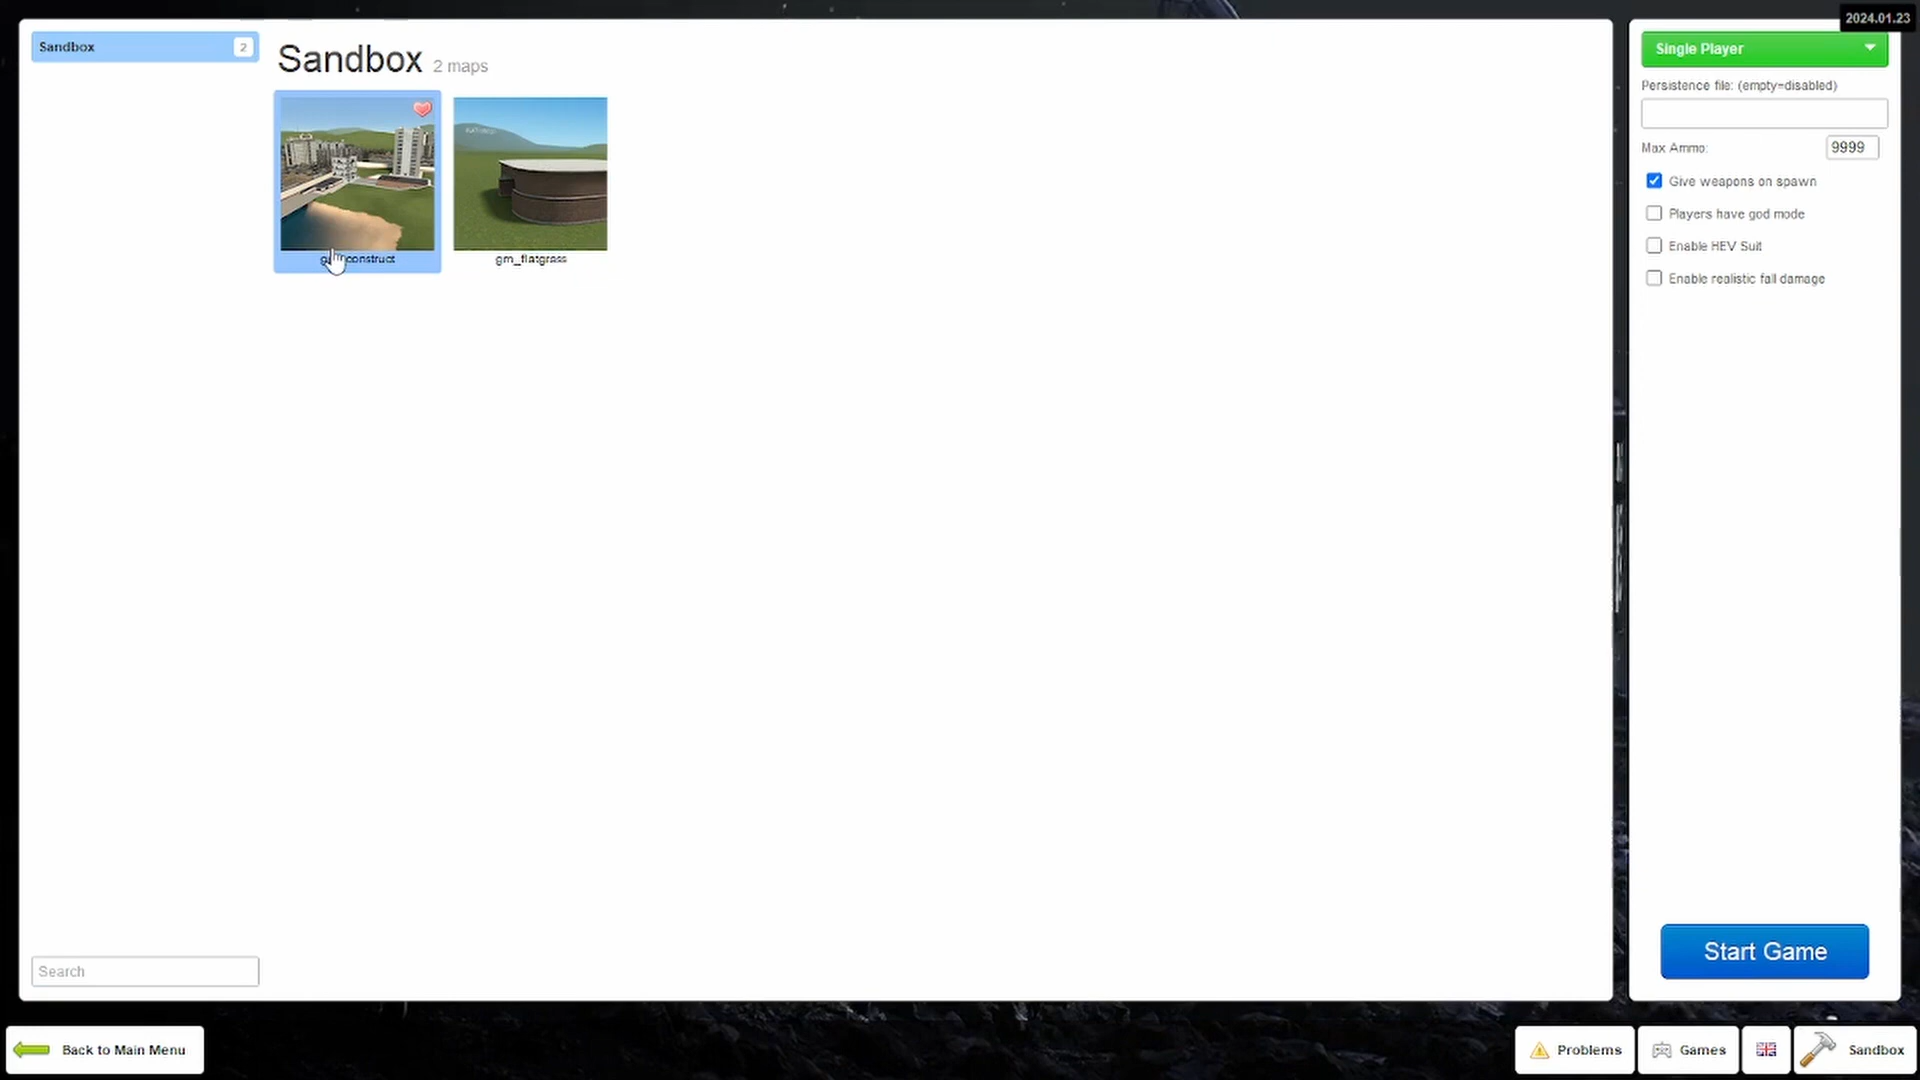 2024.01.23
Sandbox 2
Sandbox 2 maps
gm_flatgrass
Single Player
Persistence file: (empty=disabled)
Max Ammo: 9999
Give weapons on spawn
Players have god mode
Enable HEV Suit
Enable realistic fall damage
Start Game
Search
Back to Main Menu
Problems
Games
Sandbox